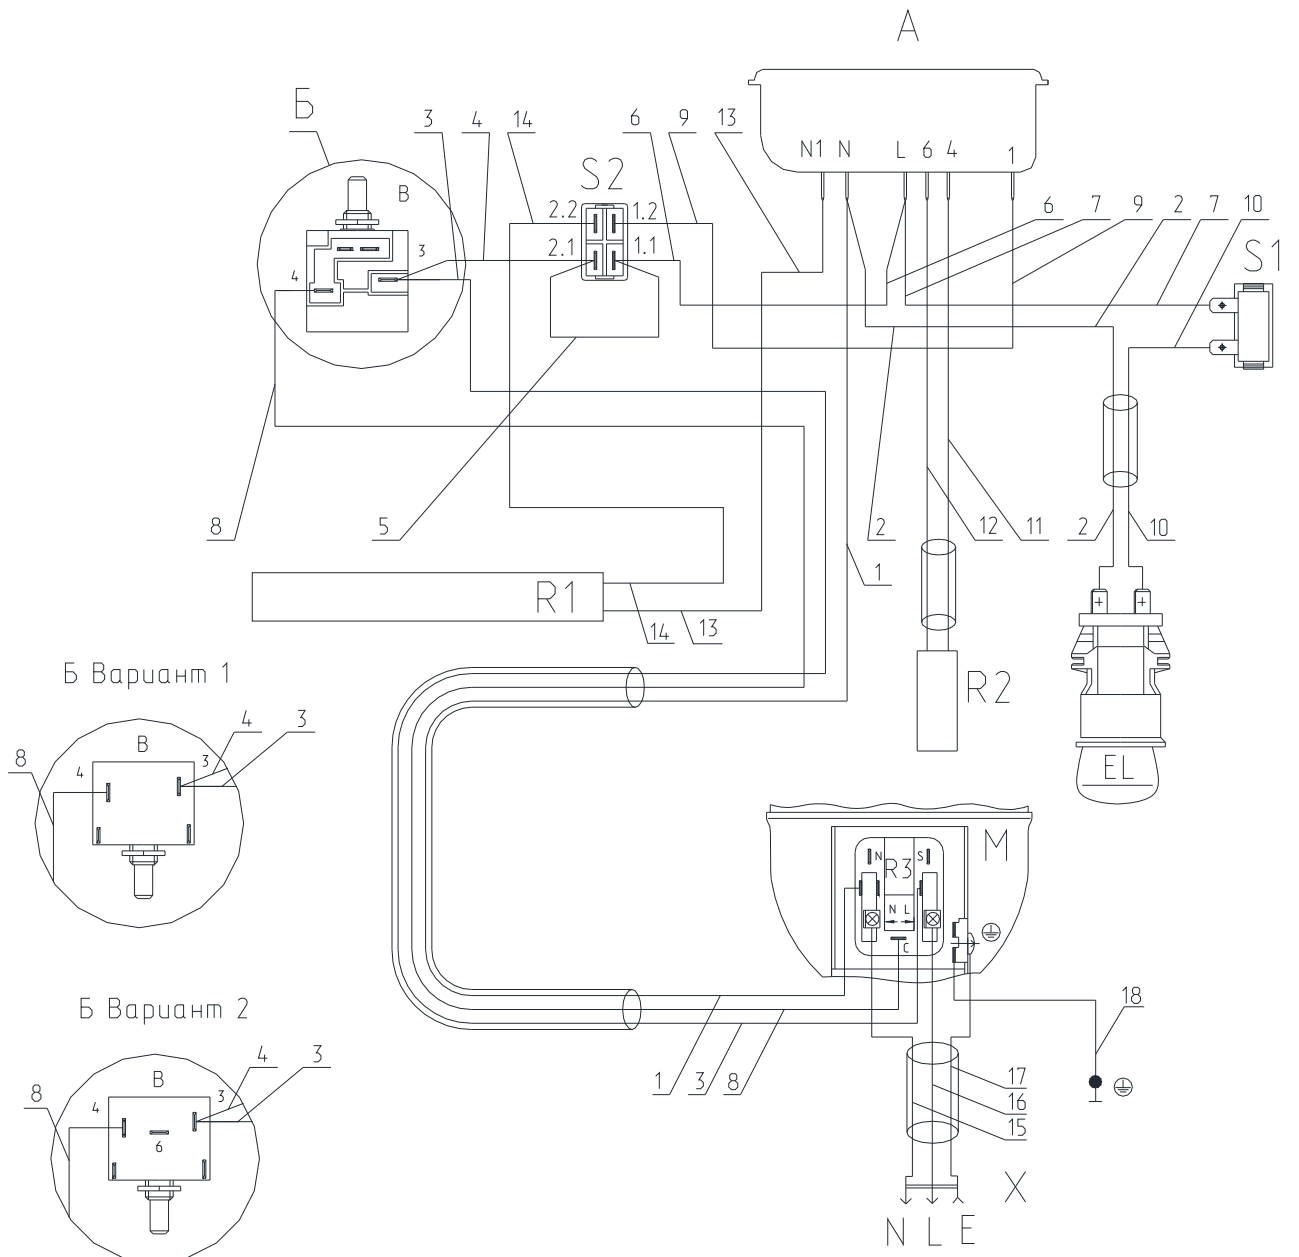 А
Б
3 4 14 6 9 13
N1 N L 6 4 1
S2
В
2.2 1.2
6 7 9 2 7 10
3
2.1 1.1
S1
4
8 5 2 12 11 2 10
1
R1
14 13
Б Вариант 1
R2
4 3
В
8
3
4
EL
M
N S
R3
N L
C
18
Б Вариант 2
4 3
В
8
3
4
6
1 3 8
17
16
15
X
N L E